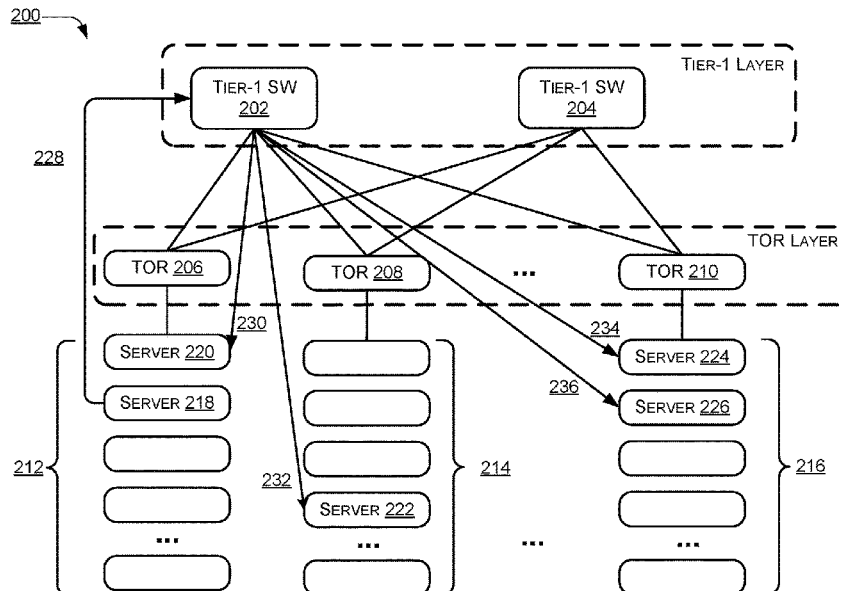 200
TIER-1 LAYER
TIER-1 SW
202
TIER-1 SW
204
228
TOR LAYER
TOR 206
TOR 208
...
TOR 210
230
234
SERVER 220
SERVER 224
236
SERVER 218
SERVER 226
212
232
214
216
SERVER 222
...
...
...
...